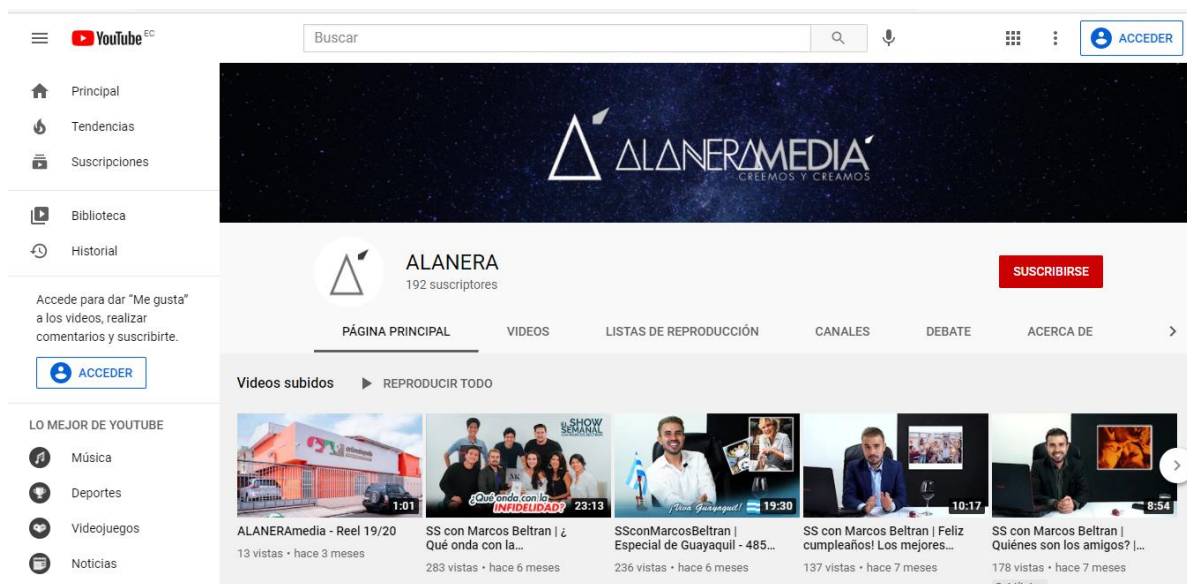 YouTube EC
Buscar
ACCEDER
Principal
Tendencias
Suscripciones
Biblioteca
Historial
Accede para dar "Me gusta"
a los videos, realizar
comentarios y suscribirte.
ACCEDER
LO MEJOR DE YOUTUBE
Música
Deportes
Videojuegos
Noticias
ALANERAMEDIA
CREEMOS Y CREAMOS
ALANERA
192 suscriptores
SUSCRIBIRSE
PÁGINA PRINCIPAL VIDEOS LISTAS DE REPRODUCCIÓN CANALES DEBATE ACERCA DE
Videos subidos REPRODUCIR TODO
1:01
ALANERAmedia - Reel 19/20
13 vistas • hace 3 meses
EL SHOW
SEMANAL
¿Qué onda con la
INFIDELIDAD?
23:13
SS con Marcos Beltran | ¿
Qué onda con la...
283 vistas • hace 6 meses
¡Viva Guayaquil!
19:30
SSconMarcosBeltran |
Especial de Guayaquil - 485...
236 vistas • hace 6 meses
10:17
SS con Marcos Beltran | Feliz
cumpleaños! Los mejores...
137 vistas • hace 7 meses
8:54
SS con Marcos Beltran |
Quiénes son los amigos? |...
178 vistas • hace 7 meses